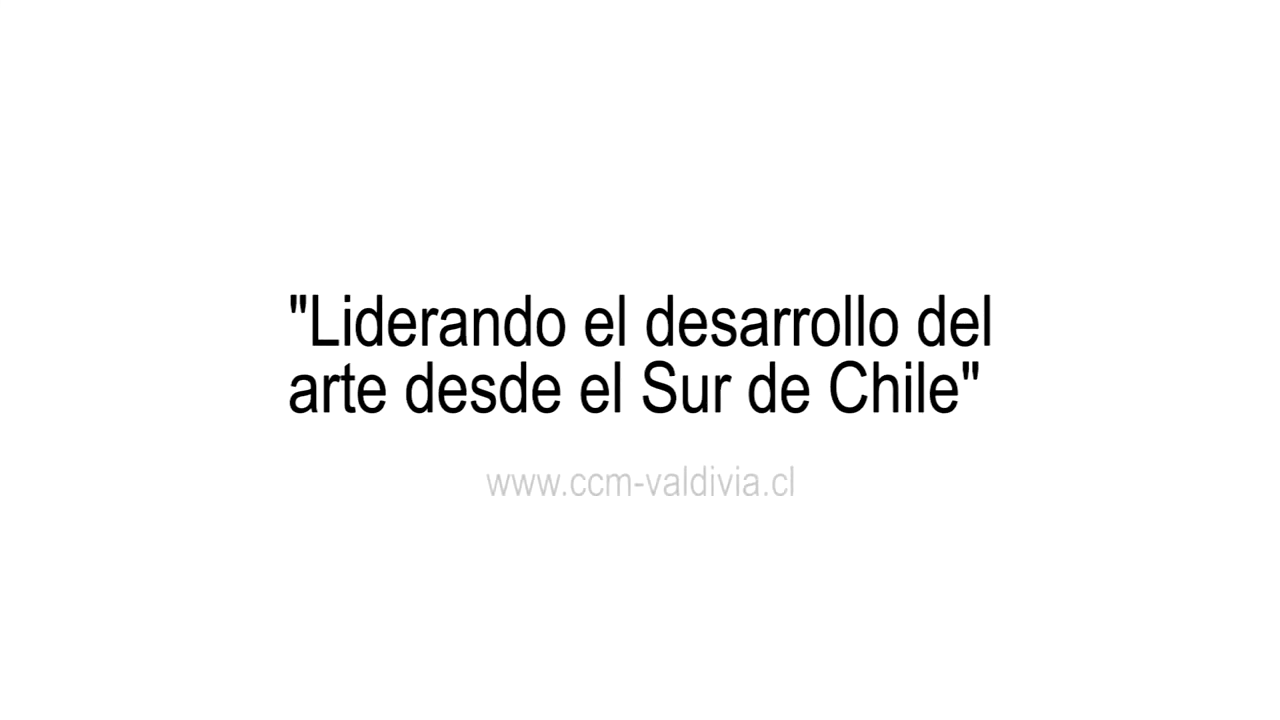 "Liderando el desarrollo del
arte desde el Sur de Chile"
www.ccm-valdivia.cl